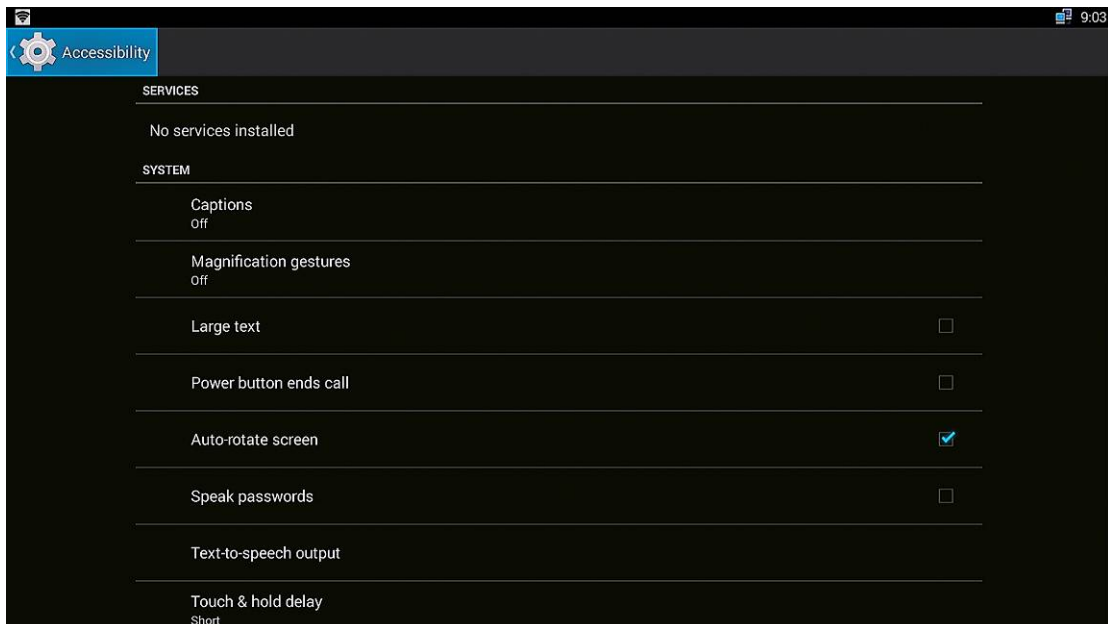 9:03
Accessibility
SERVICES
No services installed
SYSTEM
Captions
Off
Magnification gestures
Off
Large text
Power button ends call
Auto-rotate screen
Speak passwords
Text-to-speech output
Touch & hold delay
Short